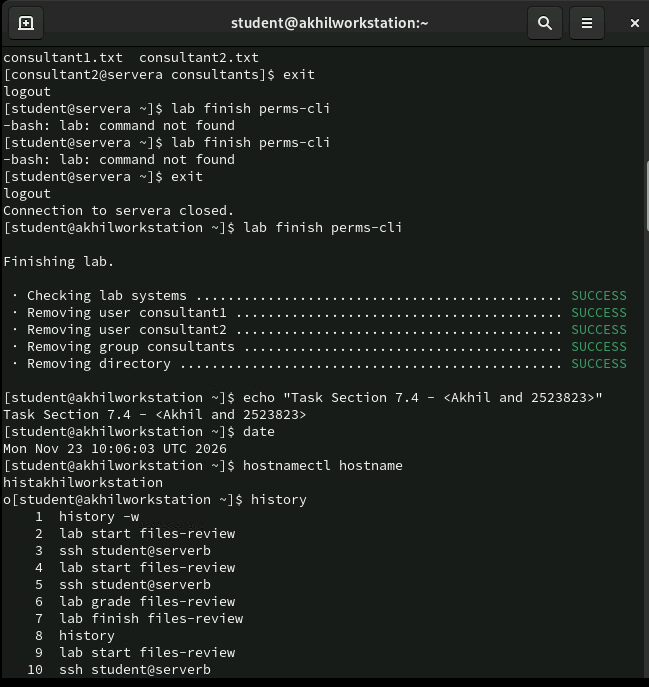 student@akhilworkstation:~
consultant1.txt  consultant2.txt
[consultant2@servera consultants]$ exit
logout
[student@servera ~]$ lab finish perms-cli
-bash: lab: command not found
[student@servera ~]$ lab finish perms-cli
-bash: lab: command not found
[student@servera ~]$ exit
logout
Connection to servera closed.
[student@akhilworkstation ~]$ lab finish perms-cli

Finishing lab.

 · Checking lab systems .............................................. SUCCESS
 · Removing user consultant1 ......................................... SUCCESS
 · Removing user consultant2 ......................................... SUCCESS
 · Removing group consultants ........................................ SUCCESS
 · Removing directory ................................................ SUCCESS

[student@akhilworkstation ~]$ echo "Task Section 7.4 - <Akhil and 2523823>"
Task Section 7.4 - <Akhil and 2523823>
[student@akhilworkstation ~]$ date
Mon Nov 23 10:06:03 UTC 2026
[student@akhilworkstation ~]$ hostnamectl hostname
histakhilworkstation
o[student@akhilworkstation ~]$ history
    1  history -w
    2  lab start files-review
    3  ssh student@serverb
    4  lab start files-review
    5  ssh student@serverb
    6  lab grade files-review
    7  lab finish files-review
    8  history
    9  lab start files-review
   10  ssh student@serverb